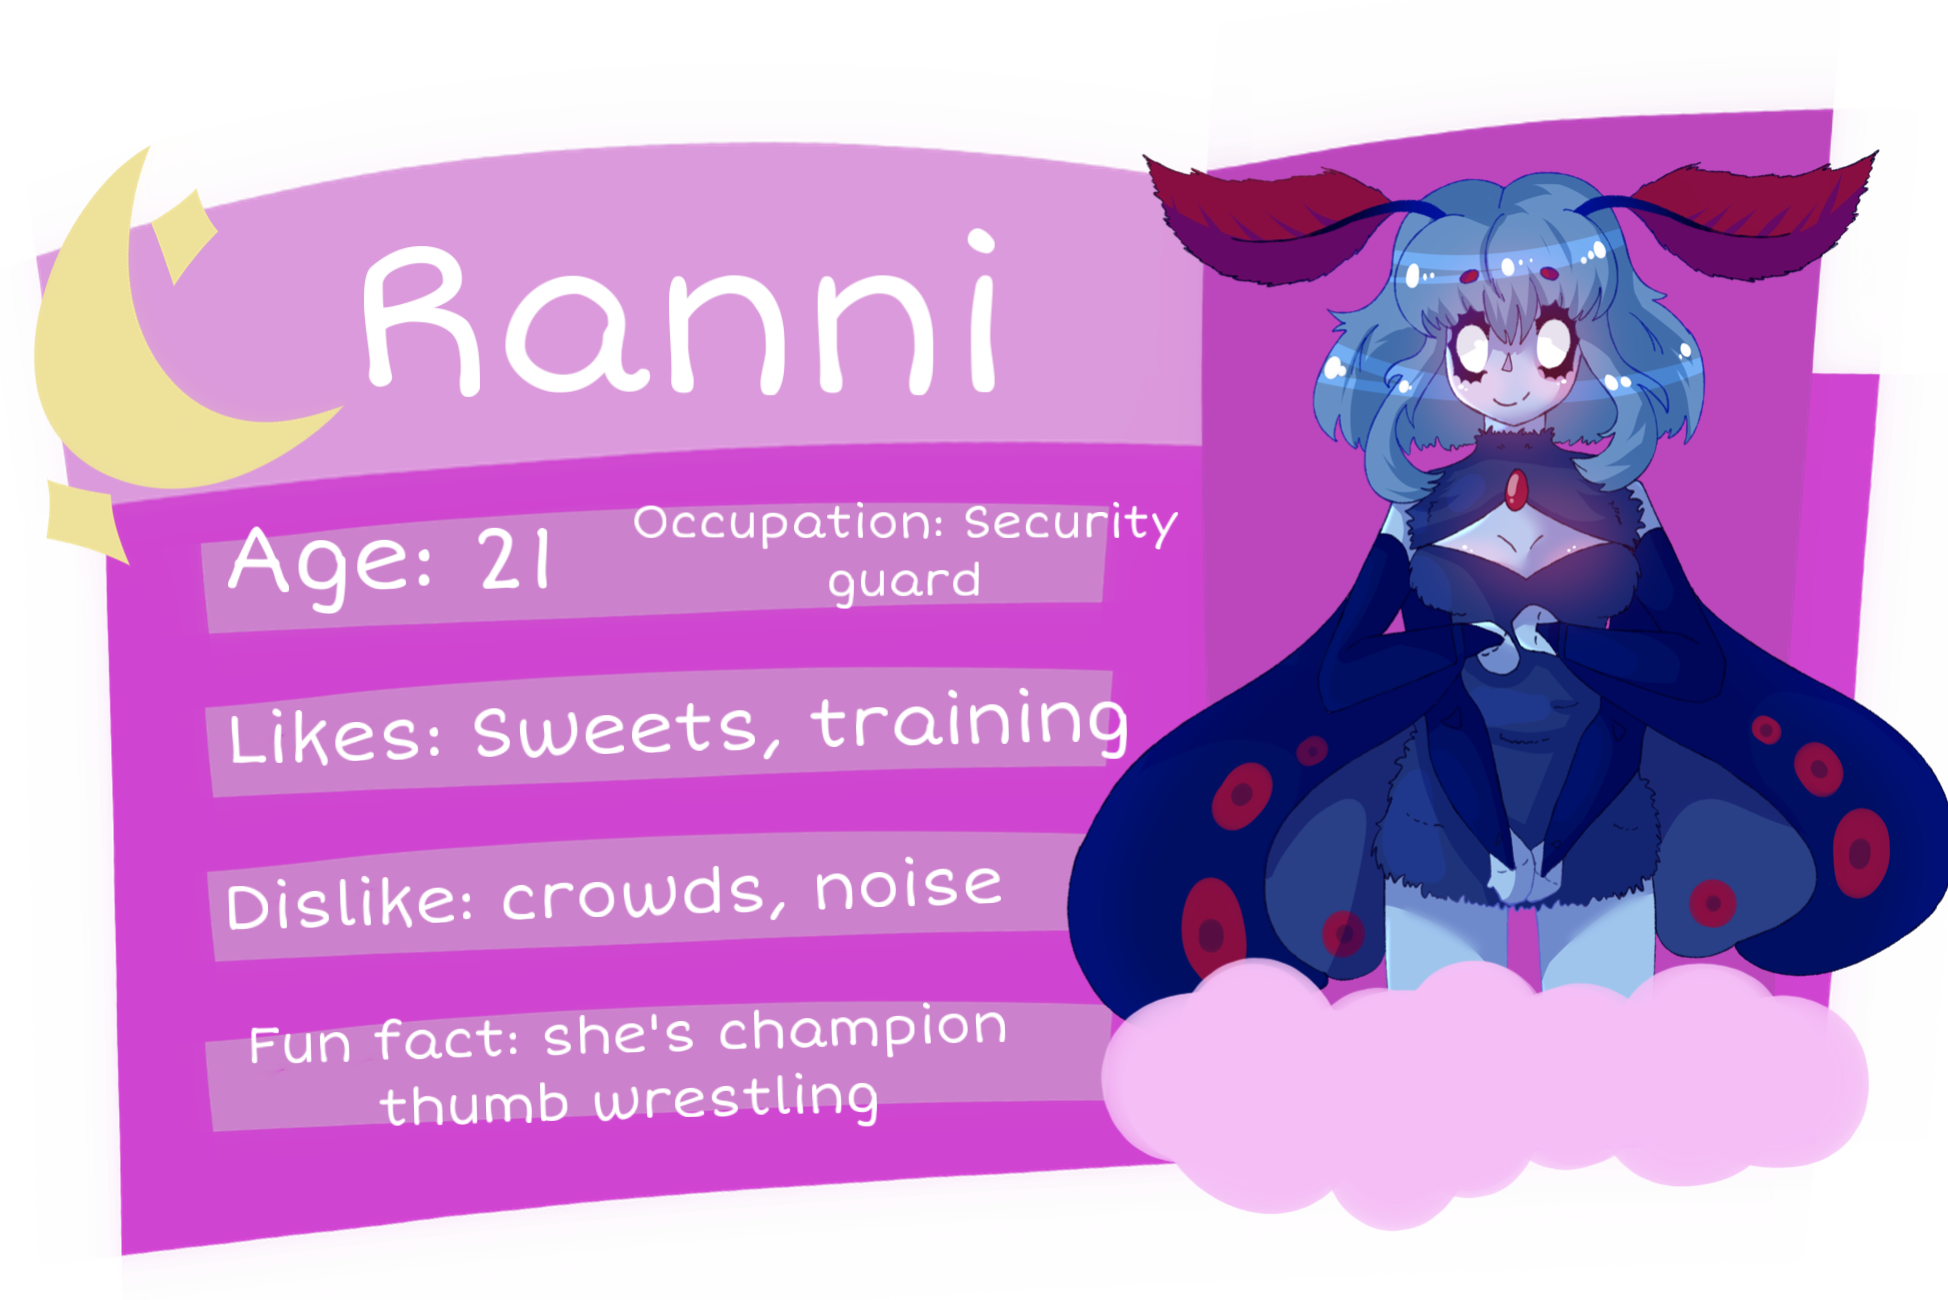 Ranni
Age: 21
Occupation: Security
guard
Likes: Sweets, training
Dislike: crowds, noise
Fun fact: she's champion
thumb wrestling